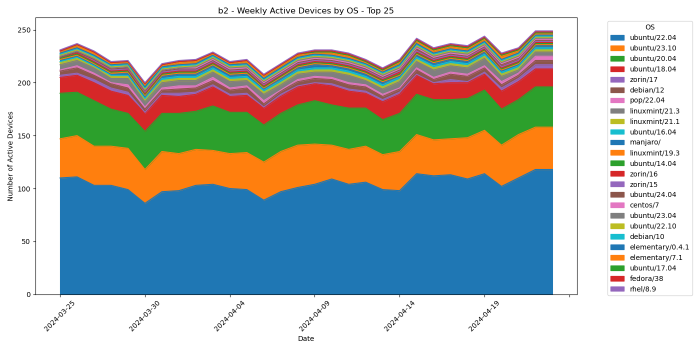 b2 - Weekly Active Devices by OS - Top 25
Number of Active Devices
250
200
150
100
50
0
2024-03-25
2024-03-30
2024-04-04
2024-04-09
2024-04-14
2024-04-19
Date
OS
ubuntu/22.04
ubuntu/23.10
ubuntu/20.04
ubuntu/18.04
zorin/17
debian/12
pop/22.04
linuxmint/21.3
linuxmint/21.1
ubuntu/16.04
manjaro/
linuxmint/19.3
ubuntu/14.04
zorin/16
zorin/15
ubuntu/24.04
centos/7
ubuntu/23.04
ubuntu/22.10
debian/10
elementary/0.4.1
elementary/7.1
ubuntu/17.04
fedora/38
rhel/8.9